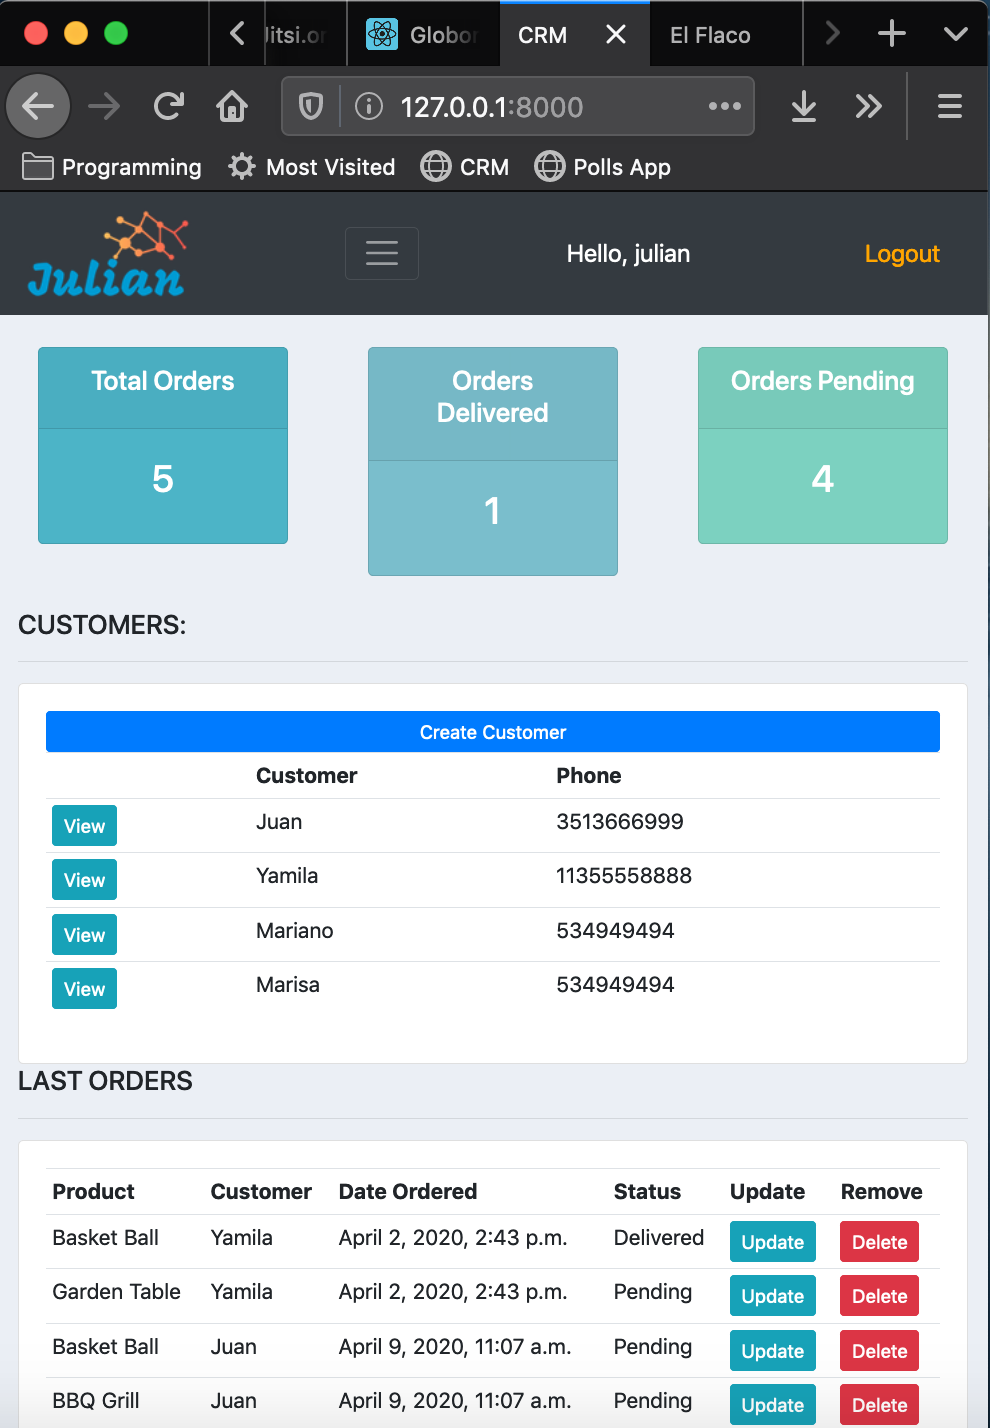 CRM
El Flaco
127.0.0.1:8000
Programming Most Visited CRM Polls App
Julian
Hello, julian
Logout
Total Orders
5
Orders
Delivered
1
Orders Pending
4
CUSTOMERS:
Create Customer
Customer Phone
View Juan 3513666999
View Yamila 11355558888
View Mariano 534949494
View Marisa 534949494
LAST ORDERS
Product Customer Date Ordered Status Update Remove
Basket Ball Yamila April 2, 2020, 2:43 p.m. Delivered Update Delete
Garden Table Yamila April 2, 2020, 2:43 p.m. Pending Update Delete
Basket Ball Juan April 9, 2020, 11:07 a.m. Pending Update Delete
BBQ Grill Juan April 9, 2020, 11:07 a.m. Pending Update Delete